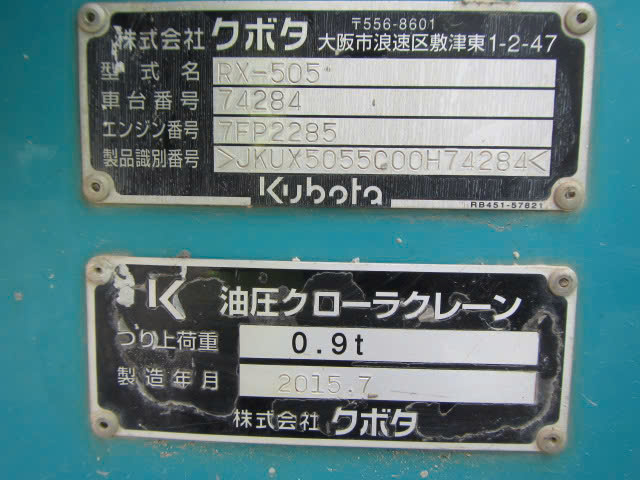 〒556-8601
株式会社 クボタ 大阪市浪速区敷津東1-2-47
型式名 RX-505
車台番号 74284
エンジン番号 7FP2285
製品識別番号 >JKUX5055C00H74284<
Kubota
RB451-57821
K 油圧クローラクレーン
つり上荷重 0.9t
製造年月 2015.7
株式会社 クボタ